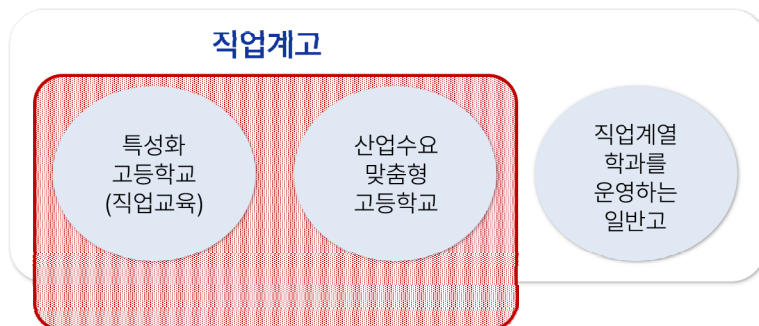 직업계고
특성화
고등학교
(직업교육)
산업수요
맞춤형
고등학교
직업계열
학과를
운영하는
일반고